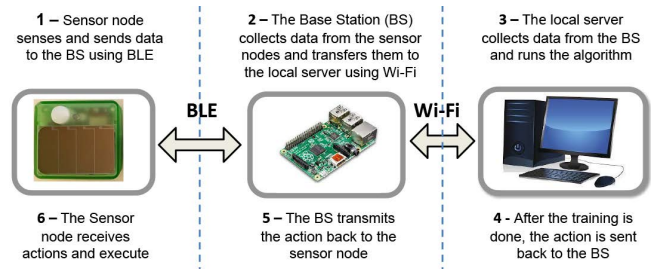 1 – Sensor node
senses and sends data
to the BS using BLE
2 – The Base Station (BS)
collects data from the sensor
nodes and transfers them to
the local server using Wi-Fi
3 – The local server
collects data from the BS
and runs the algorithm
BLE
Wi-Fi
6 – The Sensor
node receives
actions and execute
5 – The BS transmits
the action back to the
sensor node
4 - After the training is
done, the action is sent
back to the BS